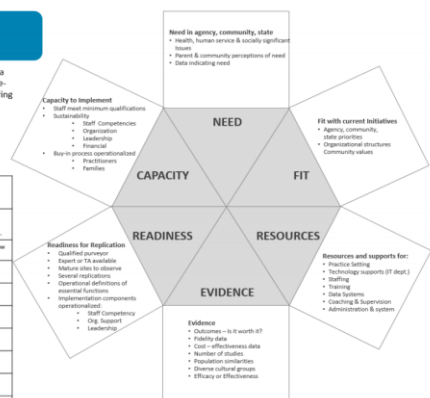 a
e-
ing
Need in agency, community, state
• Health, human service & socially significant
Issues
• Parent & community perceptions of need
• Data indicating need
Capacity to Implement
• Staff meet minimum qualifications
• Sustainability
• Staff Competencies
• Organization
• Leadership
• Financial
• Buy-in process operationalized
• Practitioners
• Families
Fit with current Initiatives
• Agency, community,
state priorities
• Organizational structures
Community values
NEED
CAPACITY
FIT
READINESS
RESOURCES
EVIDENCE
Readiness for Replication
• Qualified purveyor
• Expert or TA available
• Mature sites to observe
• Several replications
• Operational definitions of
essential functions
• Implementation components
operationalized:
• Staff Competency
• Org. Support
• Leadership
Resources and supports for:
• Practice Setting
• Technology supports (IT dept.)
• Staffing
• Training
• Data Systems
• Coaching & Supervision
• Administration & system
Evidence
• Outcomes – Is it worth it?
• Fidelity data
• Cost – effectiveness data
• Number of studies
• Population similarities
• Diverse cultural groups
• Efficacy or Effectiveness